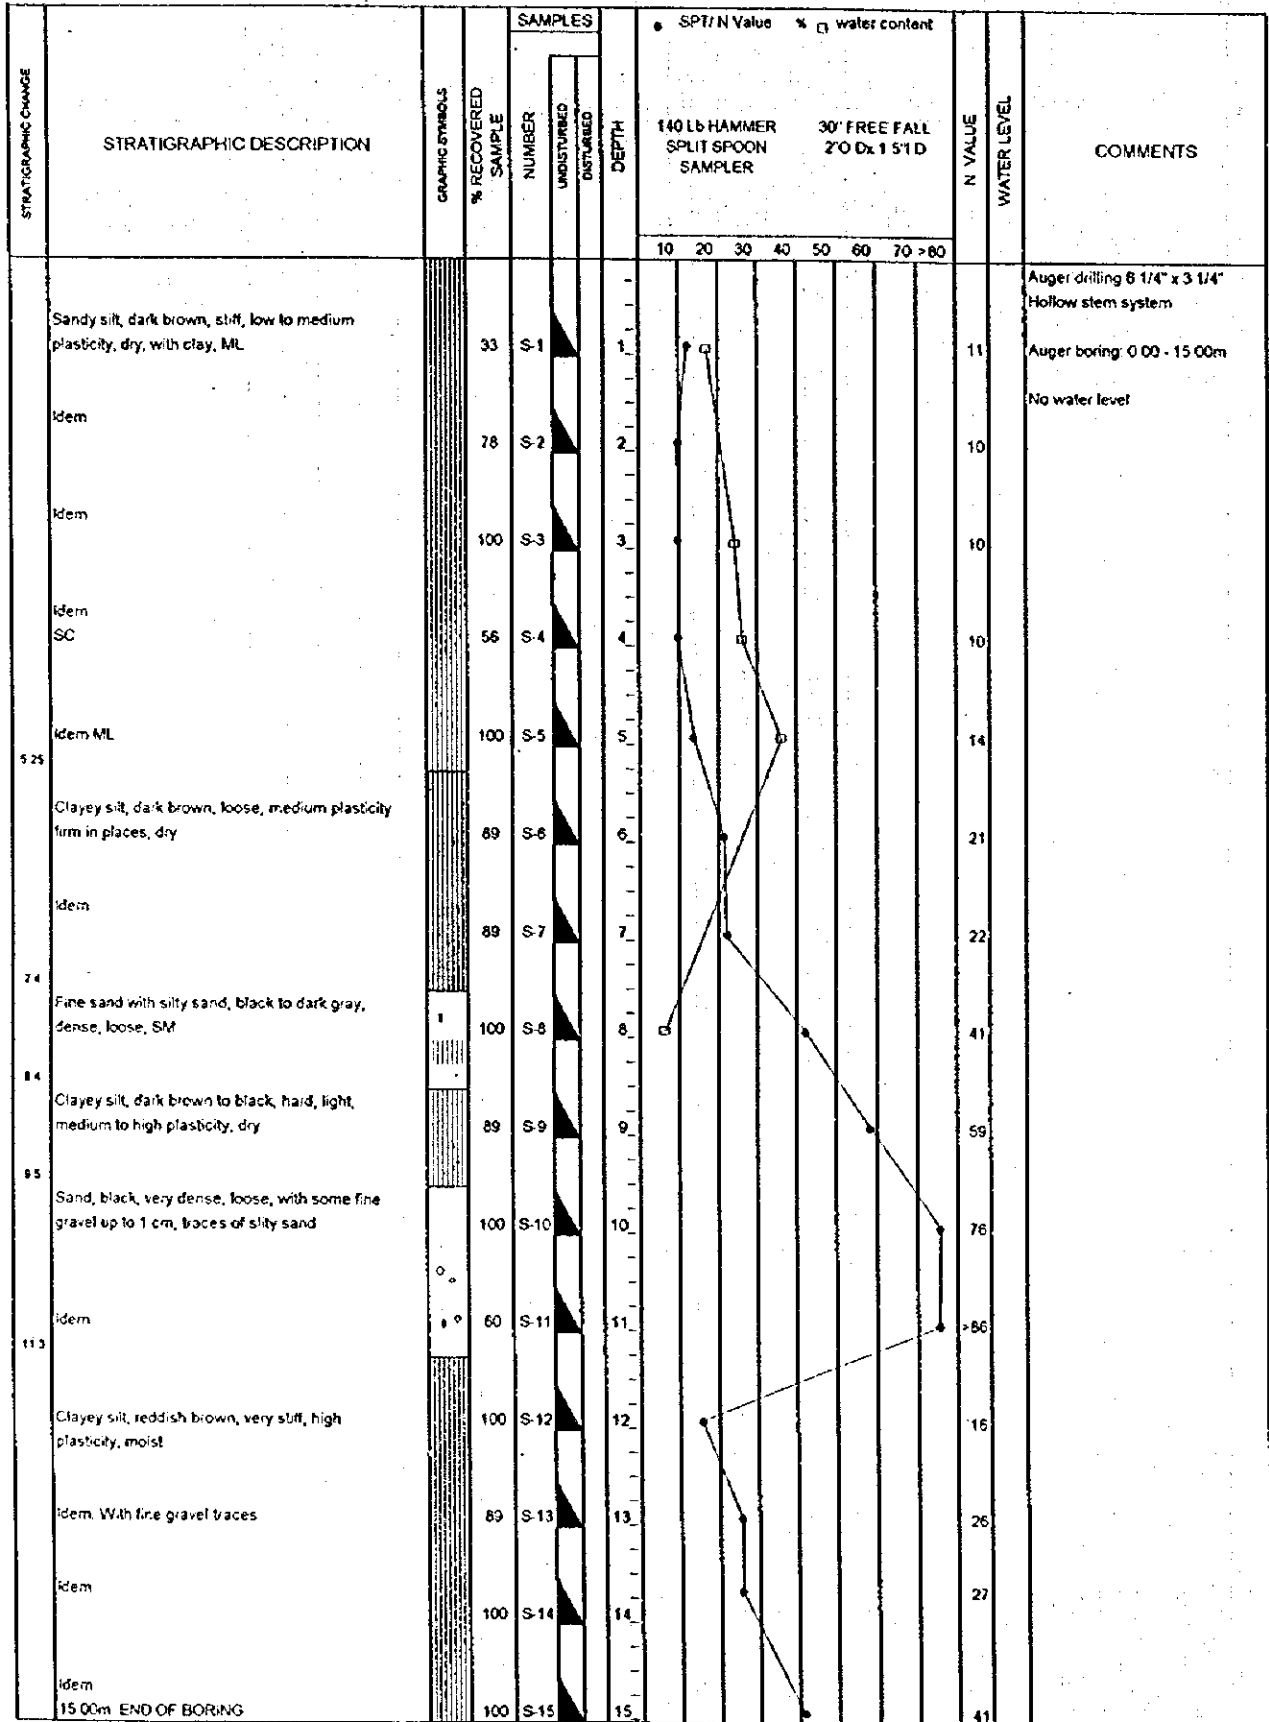 SAMPLES
STRATIGRAPHIC CHANGE
STRATIGRAPHIC DESCRIPTION
GRAPHIC SYMBOLS
% RECOVERED SAMPLE
NUMBER
UNDISTURBED
DISTURBED
DEPTH
SPT/ N Value % water content
140 Lb HAMMER 30" FREE FALL
SPLIT SPOON 2"O Dx 1 5"I D
SAMPLER
N VALUE
WATER LEVEL
COMMENTS
10 20 30 40 50 60 70 >80
Auger drilling 6 1/4" x 3 1/4"
Hollow stem system
Sandy silt, dark brown, stiff, low to medium
plasticity, dry, with clay, ML 33 S-1 1 11 Auger boring: 0 00 - 15 00m
No water level
Idem
78 S-2 2 10
Idem
100 S-3 3 10
Idem
SC 56 S-4 4 10
Idem ML 100 S-5 5 14
5 25
Clayey silt, dark brown, loose, medium plasticity
firm in places, dry 89 S-6 6 21
Idem
89 S-7 7 22
7 4
Fine sand with silty sand, black to dark gray,
dense, loose, SM 100 S-8 8 41
8 4
Clayey silt, dark brown to black, hard, light,
medium to high plasticity, dry 89 S-9 9 59
9 5
Sand, black, very dense, loose, with some fine
gravel up to 1 cm, traces of slity sand 100 S-10 10 76
Idem 60 S-11 11 >86
11 3
Clayey silt, reddish brown, very stiff, high 100 S-12 12 16
plasticity, moist
Idem. With fine gravel traces 89 S-13 13 26
Idem 27
100 S-14 14
Idem
15 00m END OF BORING 100 S-15 15 41